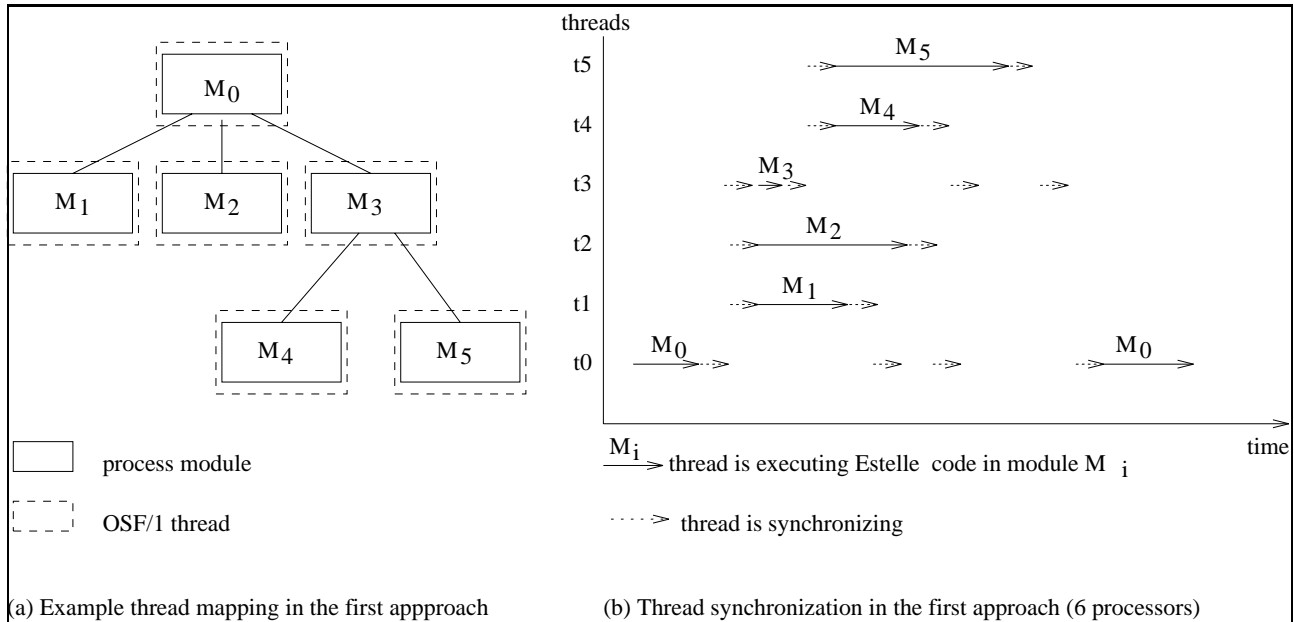 M0
M1
M2
M3
M4
M5
process module
OSF/1 thread
(a) Example thread mapping in the first appproach
threads
t5
M5
t4
M4
t3
M3
t2
M2
t1
M1
t0
M0
M0
time
Mi
thread is executing Estelle code in module M i
thread is synchronizing
(b) Thread synchronization in the first approach (6 processors)